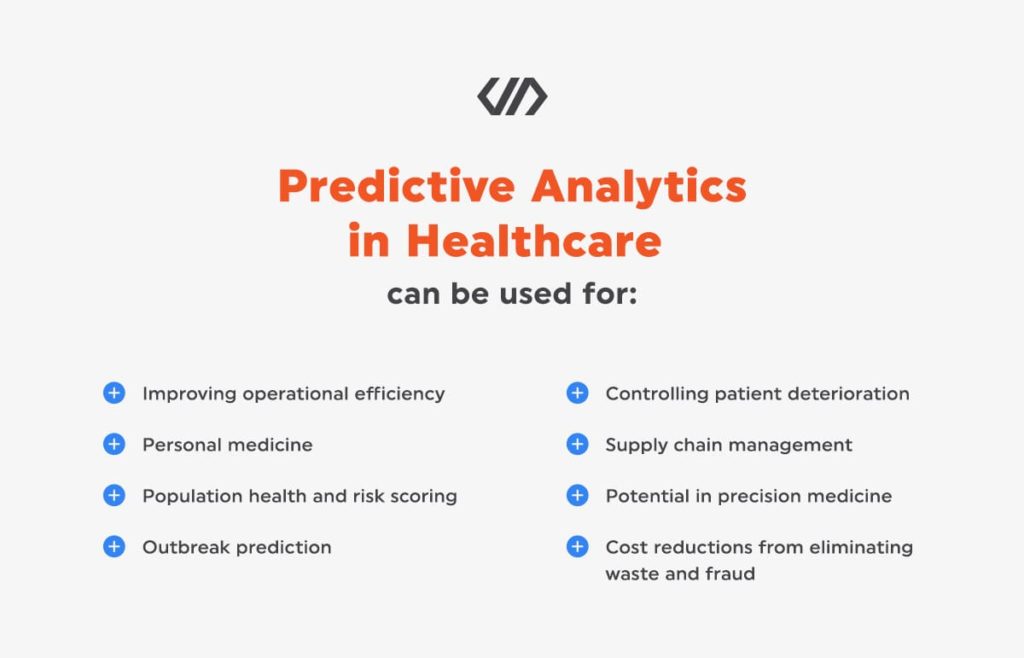 Predictive Analytics
in Healthcare
can be used for:
Improving operational efficiency
Personal medicine
Population health and risk scoring
Outbreak prediction
Controlling patient deterioration
Supply chain management
Potential in precision medicine
Cost reductions from eliminating
waste and fraud